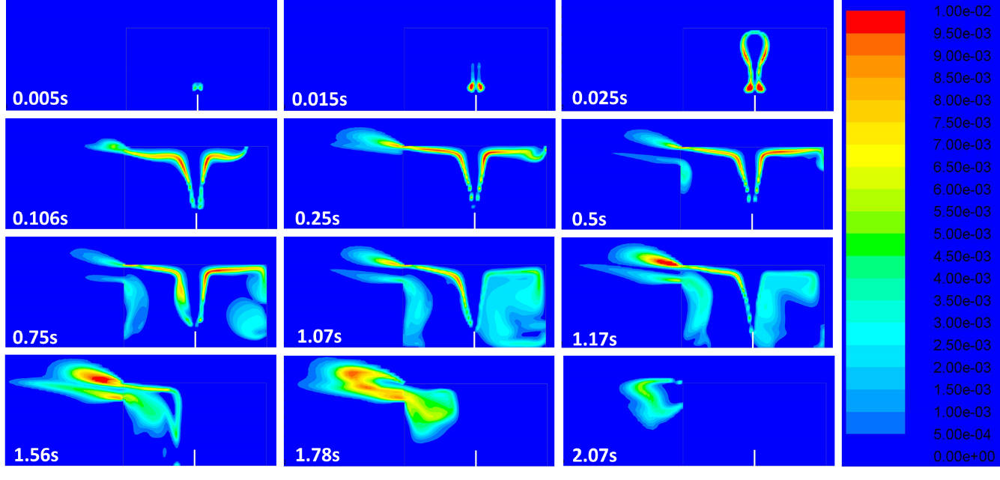 0.005s
0.015s
0.025s
0.106s
0.25s
0.5s
0.75s
1.07s
1.17s
1.56s
1.78s
2.07s
1.00e-02
9.50e-03
9.00e-03
8.50e-03
8.00e-03
7.50e-03
7.00e-03
6.50e-03
6.00e-03
5.50e-03
5.00e-03
4.50e-03
4.00e-03
3.50e-03
3.00e-03
2.50e-03
2.00e-03
1.50e-03
1.00e-03
5.00e-04
0.00e+00